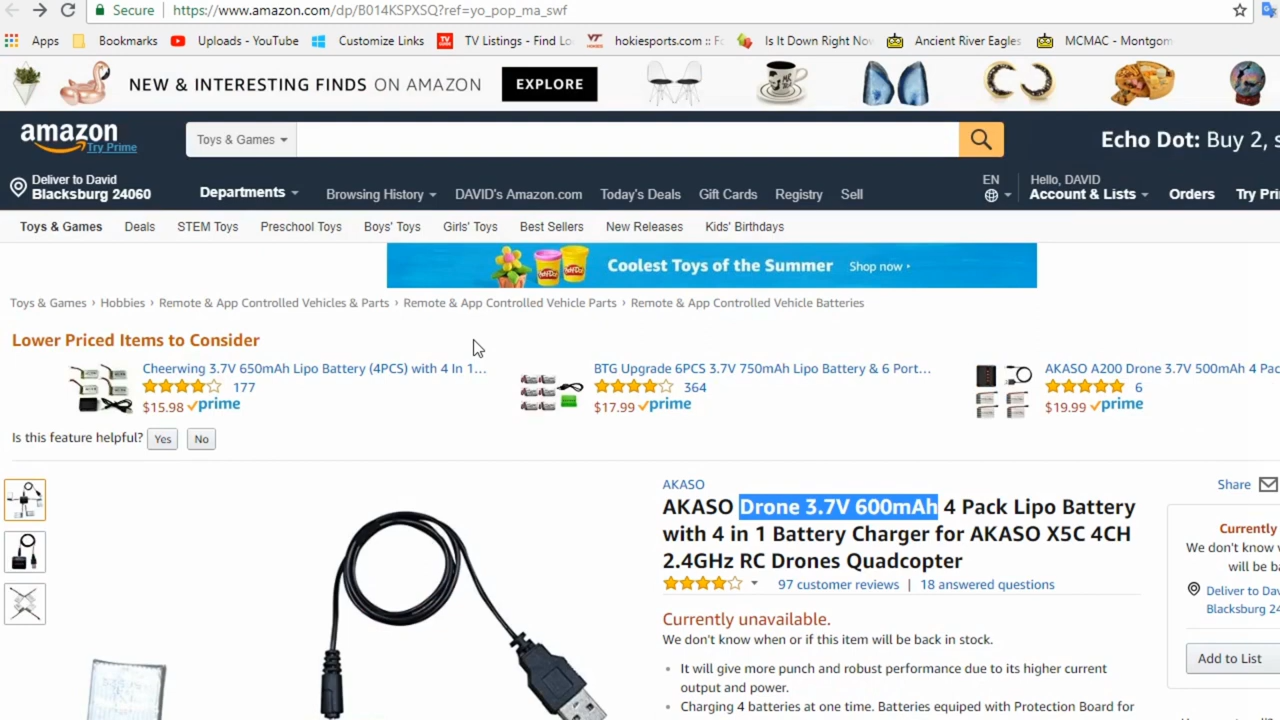 Secure https://www.amazon.com/dp/B014KSPXSQ?ref=yo_pop_ma_swf
Apps Bookmarks Uploads - YouTube Customize Links TV Listings - Find Lo hokiesports.com :: Fo Is It Down Right Now Ancient River Eagles MCMAC - Montgom
NEW & INTERESTING FINDS ON AMAZON EXPLORE
amazon Try Prime
Toys & Games
Echo Dot: Buy 2, s
Deliver to David
Blacksburg 24060
Departments Browsing History DAVID's Amazon.com Today's Deals Gift Cards Registry Sell
EN
Hello, DAVID
Account & Lists Orders Try Pri
Toys & Games Deals STEM Toys Preschool Toys Boys' Toys Girls' Toys Best Sellers New Releases Kids' Birthdays
Coolest Toys of the Summer Shop now ›
Toys & Games › Hobbies › Remote & App Controlled Vehicles & Parts › Remote & App Controlled Vehicle Parts › Remote & App Controlled Vehicle Batteries
Lower Priced Items to Consider
Cheerwing 3.7V 650mAh Lipo Battery (4PCS) with 4 In 1...
177
$15.98 prime
BTG Upgrade 6PCS 3.7V 750mAh Lipo Battery & 6 Port...
364
$17.99 prime
AKASO A200 Drone 3.7V 500mAh 4 Pac
6
$19.99 prime
Is this feature helpful? Yes No
AKASO
AKASO Drone 3.7V 600mAh 4 Pack Lipo Battery
with 4 in 1 Battery Charger for AKASO X5C 4CH
2.4GHz RC Drones Quadcopter
97 customer reviews | 18 answered questions
Currently unavailable.
We don't know when or if this item will be back in stock.
• It will give more punch and robust performance due to its higher current
output and power.
• Charging 4 batteries at one time. Batteries equiped with Protection Board for
Share
Currently
We don't know
will be ba
Deliver to Dav
Blacksburg 24
Add to List